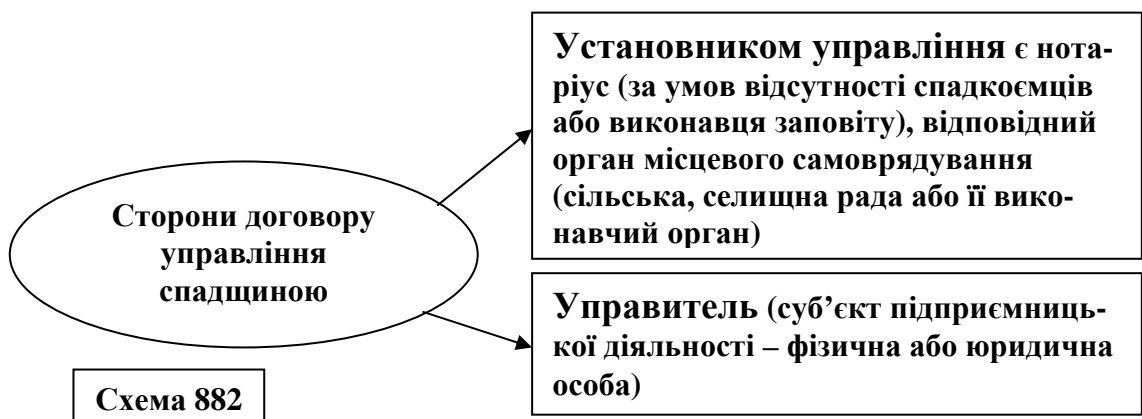 Установником управління є нота-
ріус (за умов відсутності спадкоємців
або виконавця заповіту), відповідний
орган місцевого самоврядування
(сільська, селищна рада або її вико-
навчий орган)
Сторони договору
управління
спадщиною
Управитель (суб’єкт підприємниць-
кої діяльності – фізична або юридична
особа)
Схема 882